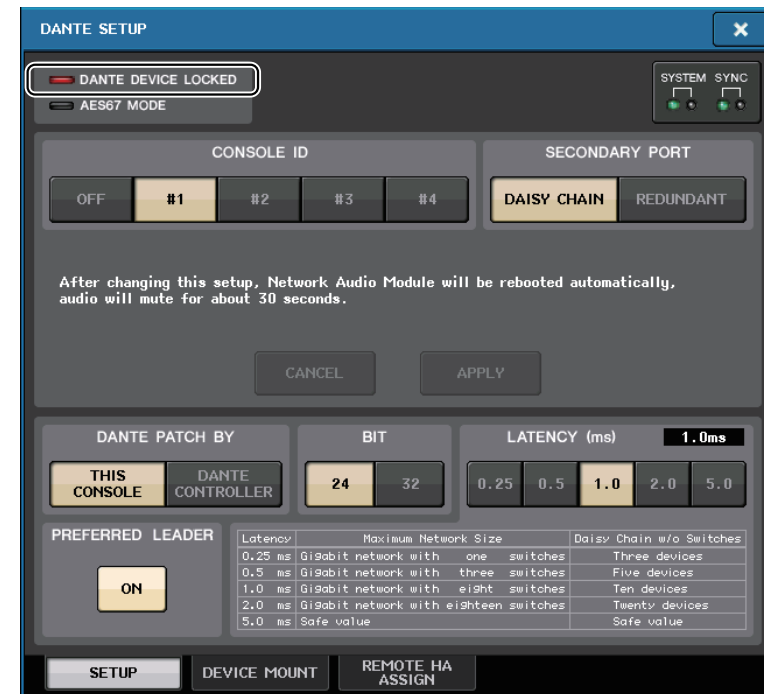 DANTE SETUP
DANTE DEVICE LOCKED
AES67 MODE
SYSTEM SYNC
CONSOLE ID
OFF #1 #2 #3 #4
SECONDARY PORT
DAISY CHAIN REDUNDANT
After changing this setup, Network Audio Module will be rebooted automatically,
audio will mute for about 30 seconds.
CANCEL APPLY
DANTE PATCH BY
THIS CONSOLE DANTE CONTROLLER
BIT
24 32
LATENCY (ms) 1.0ms
0.25 0.5 1.0 2.0 5.0
PREFERRED LEADER
ON
Latency Maximum Network Size Daisy Chain w/o Switches
0.25 ms Gigabit network with one switches Three devices
0.5 ms Gigabit network with three switches Five devices
1.0 ms Gigabit network with eight switches Ten devices
2.0 ms Gigabit network with eighteen switches Twenty devices
5.0 ms Safe value Safe value
SETUP DEVICE MOUNT REMOTE HA ASSIGN